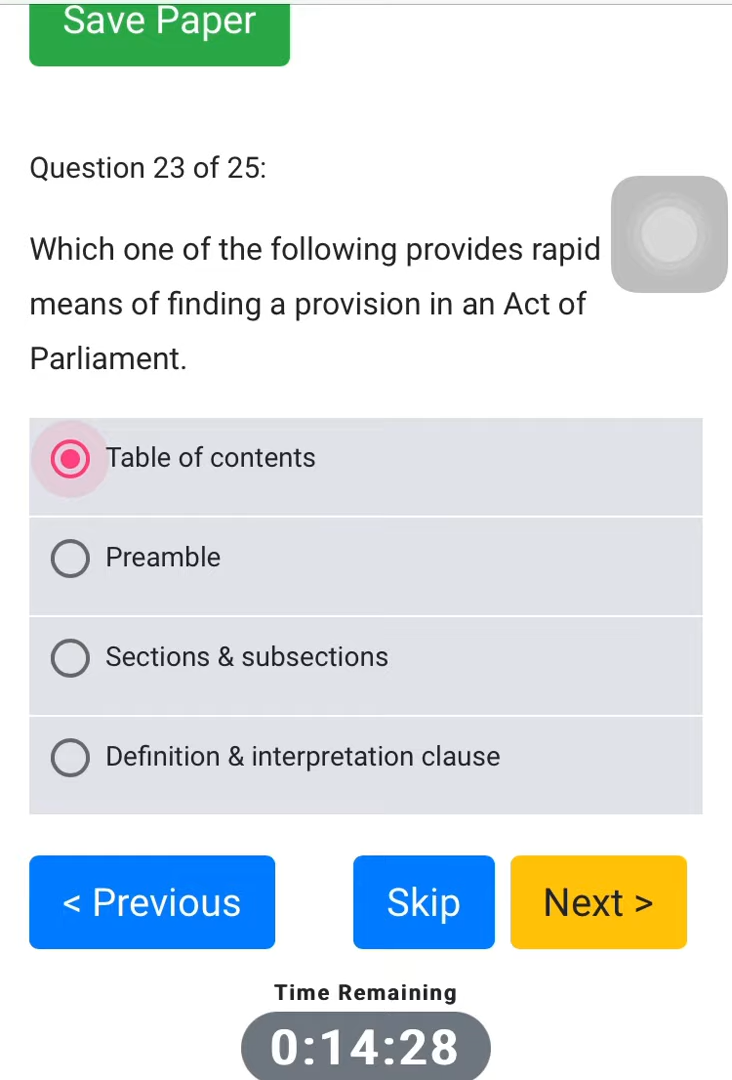 Save Paper
Question 23 of 25:
Which one of the following provides rapid
means of finding a provision in an Act of
Parliament.
Table of contents
Preamble
Sections & subsections
Definition & interpretation clause
< Previous
Skip
Next >
Time Remaining
0:14:28